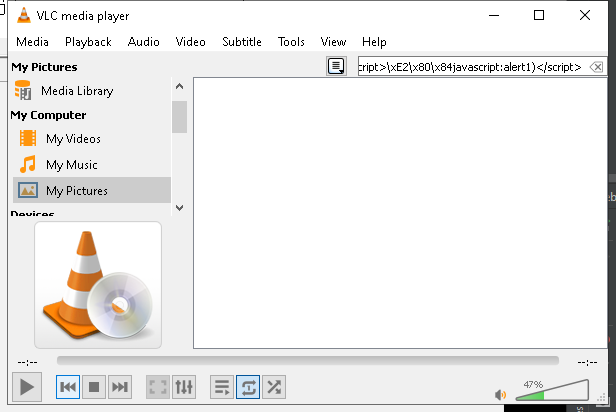 VLC media player
Media Playback Audio Video Subtitle Tools View Help
My Pictures
cript>\xE2\x80\x84javascript:alert1)</script>
Media Library
My Computer
My Videos
My Music
My Pictures
Devices
--:--
--:--
47%